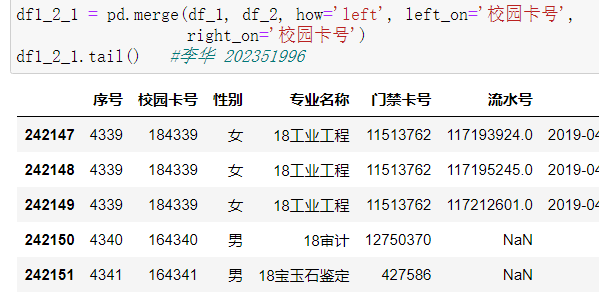 df1_2_1 = pd.merge(df_1, df_2, how='left', left_on='校园卡号',
right_on='校园卡号')
df1_2_1.tail() #李华 202351996
序号 校园卡号 性别 专业名称 门禁卡号 流水号
242147 4339 184339 女 18工业工程 11513762 117193924.0 2019-04
242148 4339 184339 女 18工业工程 11513762 117195245.0 2019-04
242149 4339 184339 女 18工业工程 11513762 117212601.0 2019-04
242150 4340 164340 男 18审计 12750370 NaN
242151 4341 164341 男 18宝玉石鉴定 427586 NaN